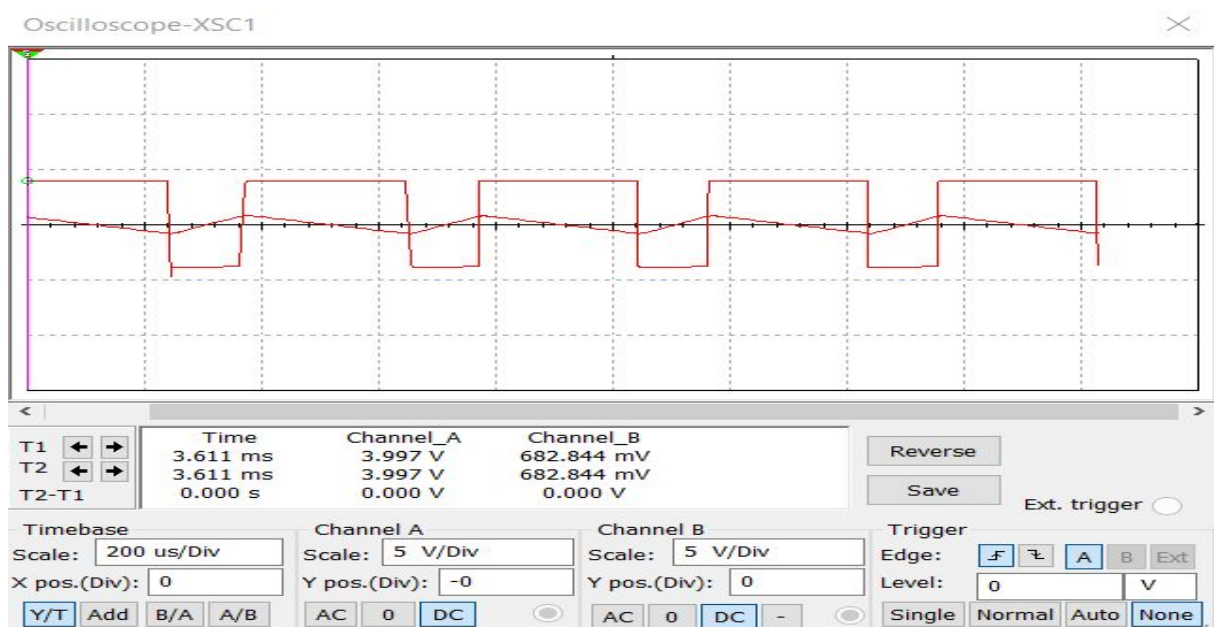 Oscilloscope-XSC1
Time Channel_A Channel_B
T1 3.611 ms 3.997 V 682.844 mV
T2 3.611 ms 3.997 V 682.844 mV
T2-T1 0.000 s 0.000 V 0.000 V
Reverse
Save
Ext. trigger
Timebase Channel A Channel B Trigger
Scale: 200 us/Div Scale: 5 V/Div Scale: 5 V/Div Edge: A B Ext
X pos.(Div): 0 Y pos.(Div): -0 Y pos.(Div): 0 Level: 0 V
Y/T Add B/A A/B AC 0 DC AC 0 DC - Single Normal Auto None